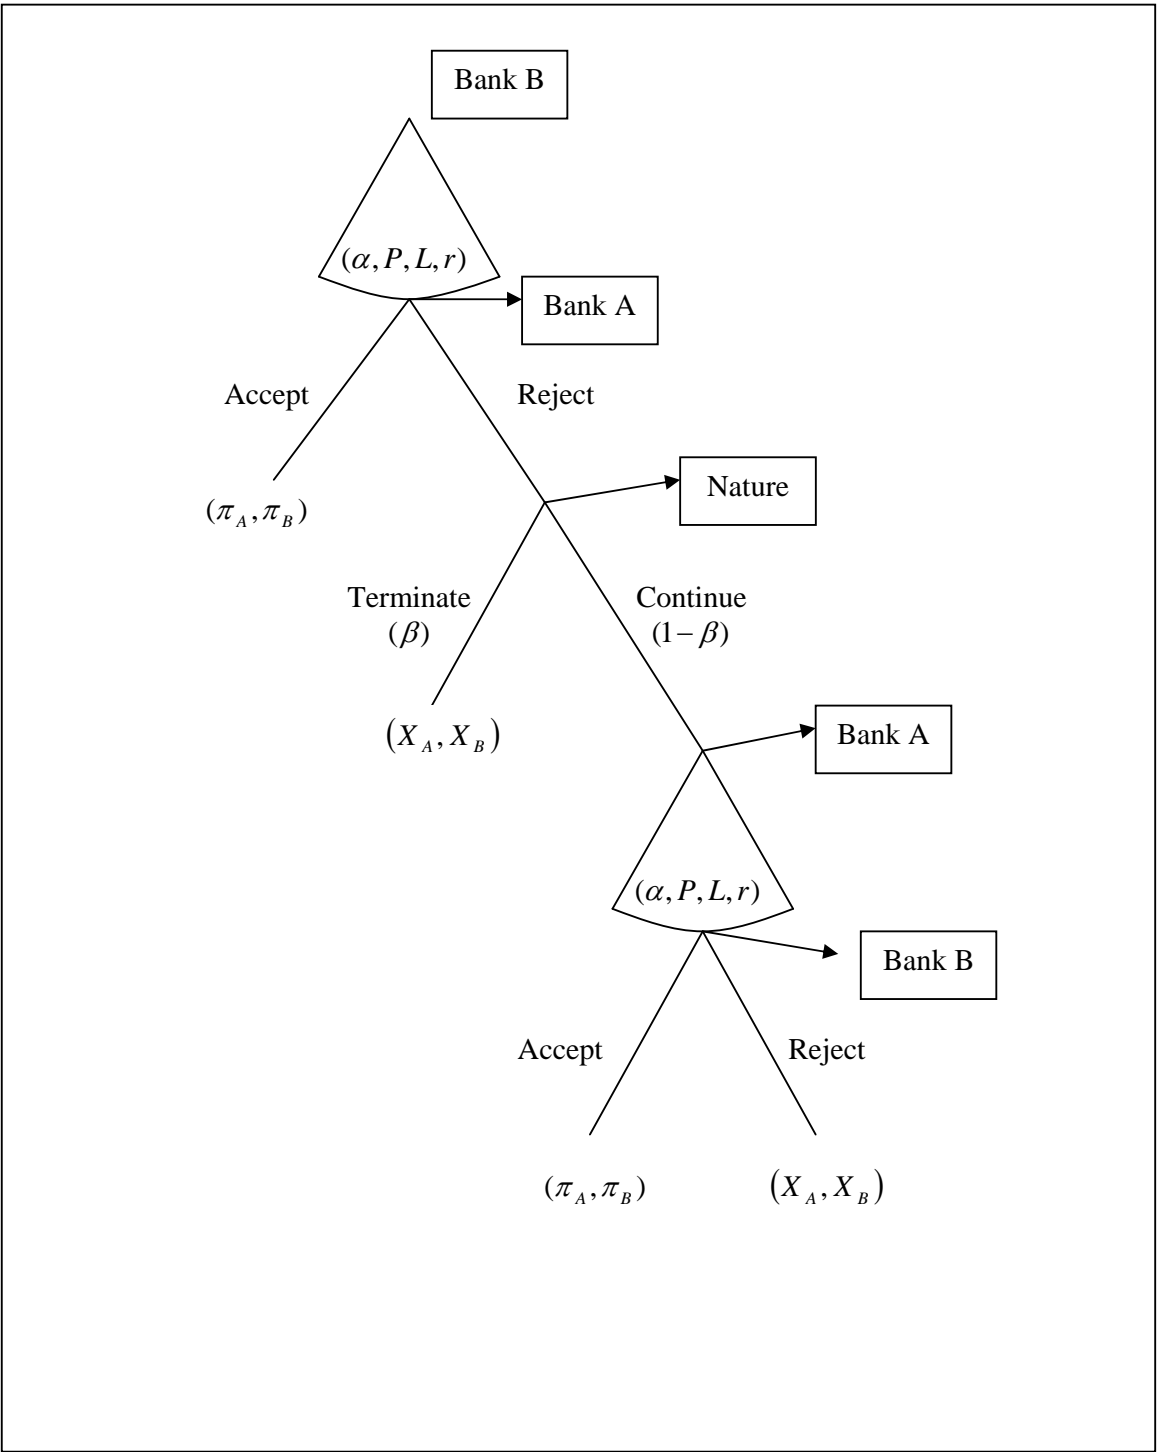 Bank B
(α, P, L, r)
Bank A
Accept
Reject
(π_A, π_B)
Nature
Terminate
(β)
Continue
(1 − β)
(X_A, X_B)
Bank A
(α, P, L, r)
Bank B
Accept
Reject
(π_A, π_B)
(X_A, X_B)